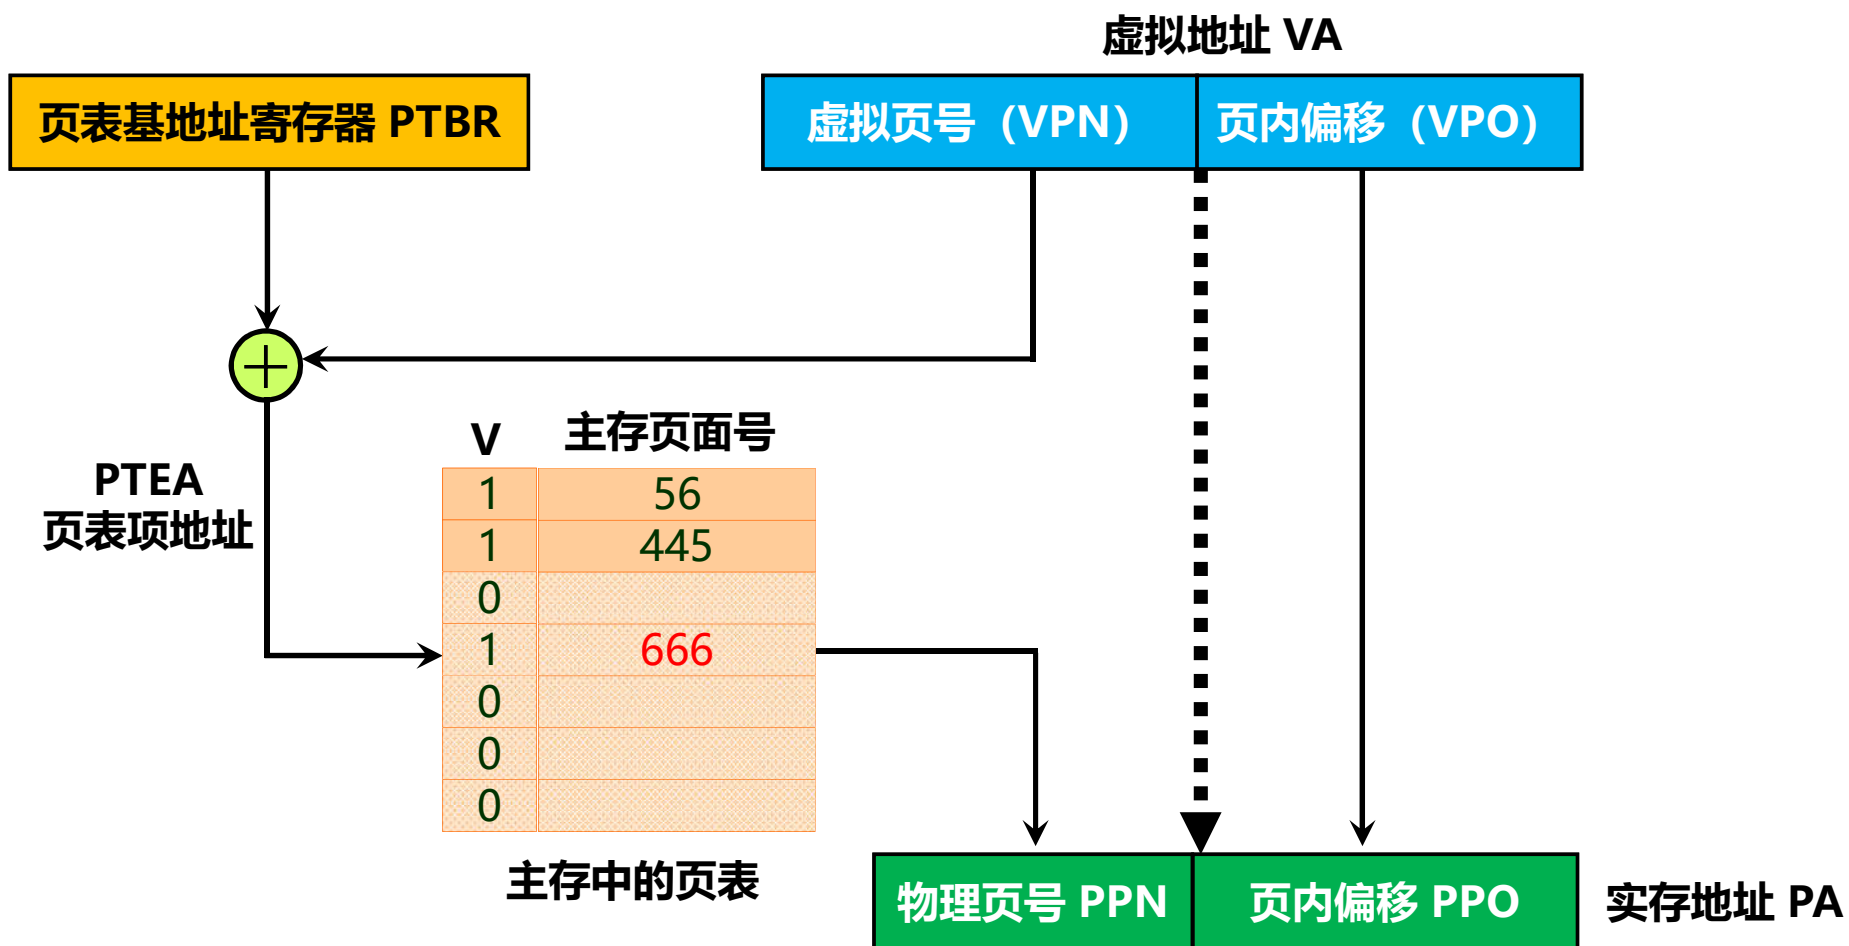 虚拟地址 VA
页表基地址寄存器 PTBR
虚拟页号（VPN）
页内偏移（VPO）
V
主存页面号
PTEA
页表项地址
1 56
1 445
0
1 666
0
0
0
主存中的页表
物理页号 PPN
页内偏移 PPO
实存地址 PA